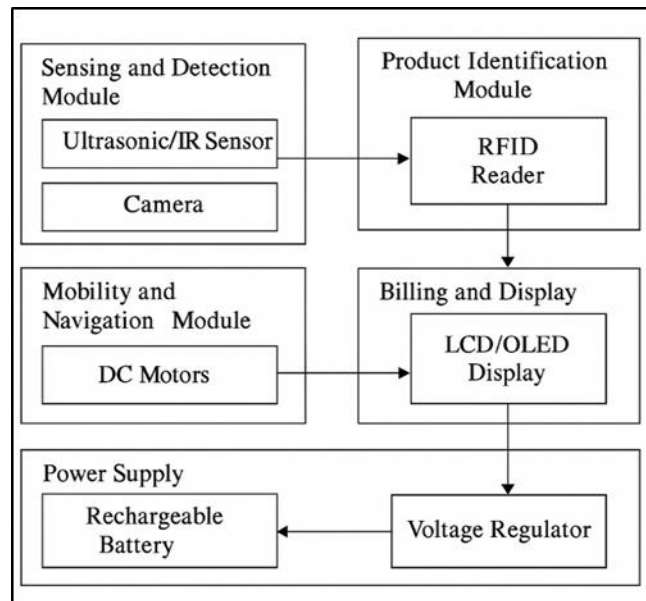 Sensing and Detection
Module
Ultrasonic/IR Sensor
Camera
Product Identification
Module
RFID
Reader
Mobility and
Navigation Module
DC Motors
Billing and Display
LCD/OLED
Display
Power Supply
Rechargeable
Battery
Voltage Regulator